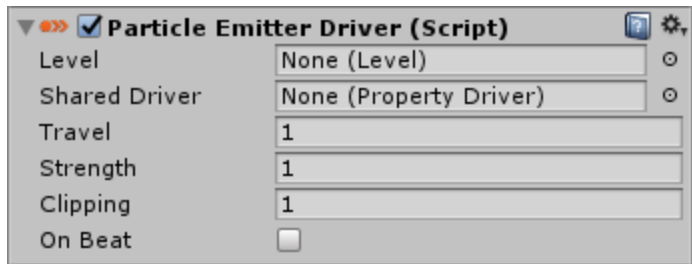 Particle Emitter Driver (Script)
Level None (Level)
Shared Driver None (Property Driver)
Travel 1
Strength 1
Clipping 1
On Beat